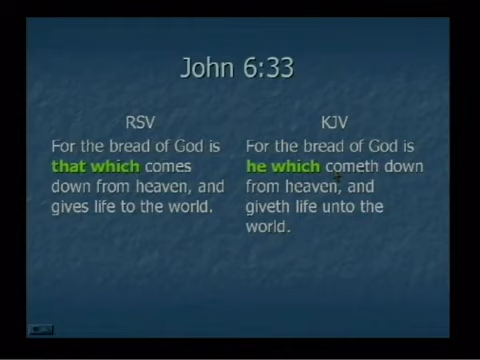 John 6:33
RSV
For the bread of God is
that which comes
down from heaven, and
gives life to the world.
KJV
For the bread of God is
he which cometh down
from heaven, and
giveth life unto the
world.